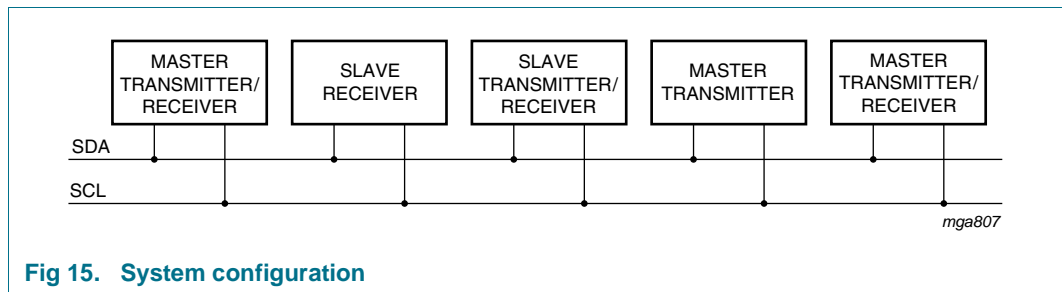 MASTER
TRANSMITTER/
RECEIVER
SLAVE
RECEIVER
SLAVE
TRANSMITTER/
RECEIVER
MASTER
TRANSMITTER
MASTER
TRANSMITTER/
RECEIVER
SDA
SCL
mga807
Fig 15. System configuration